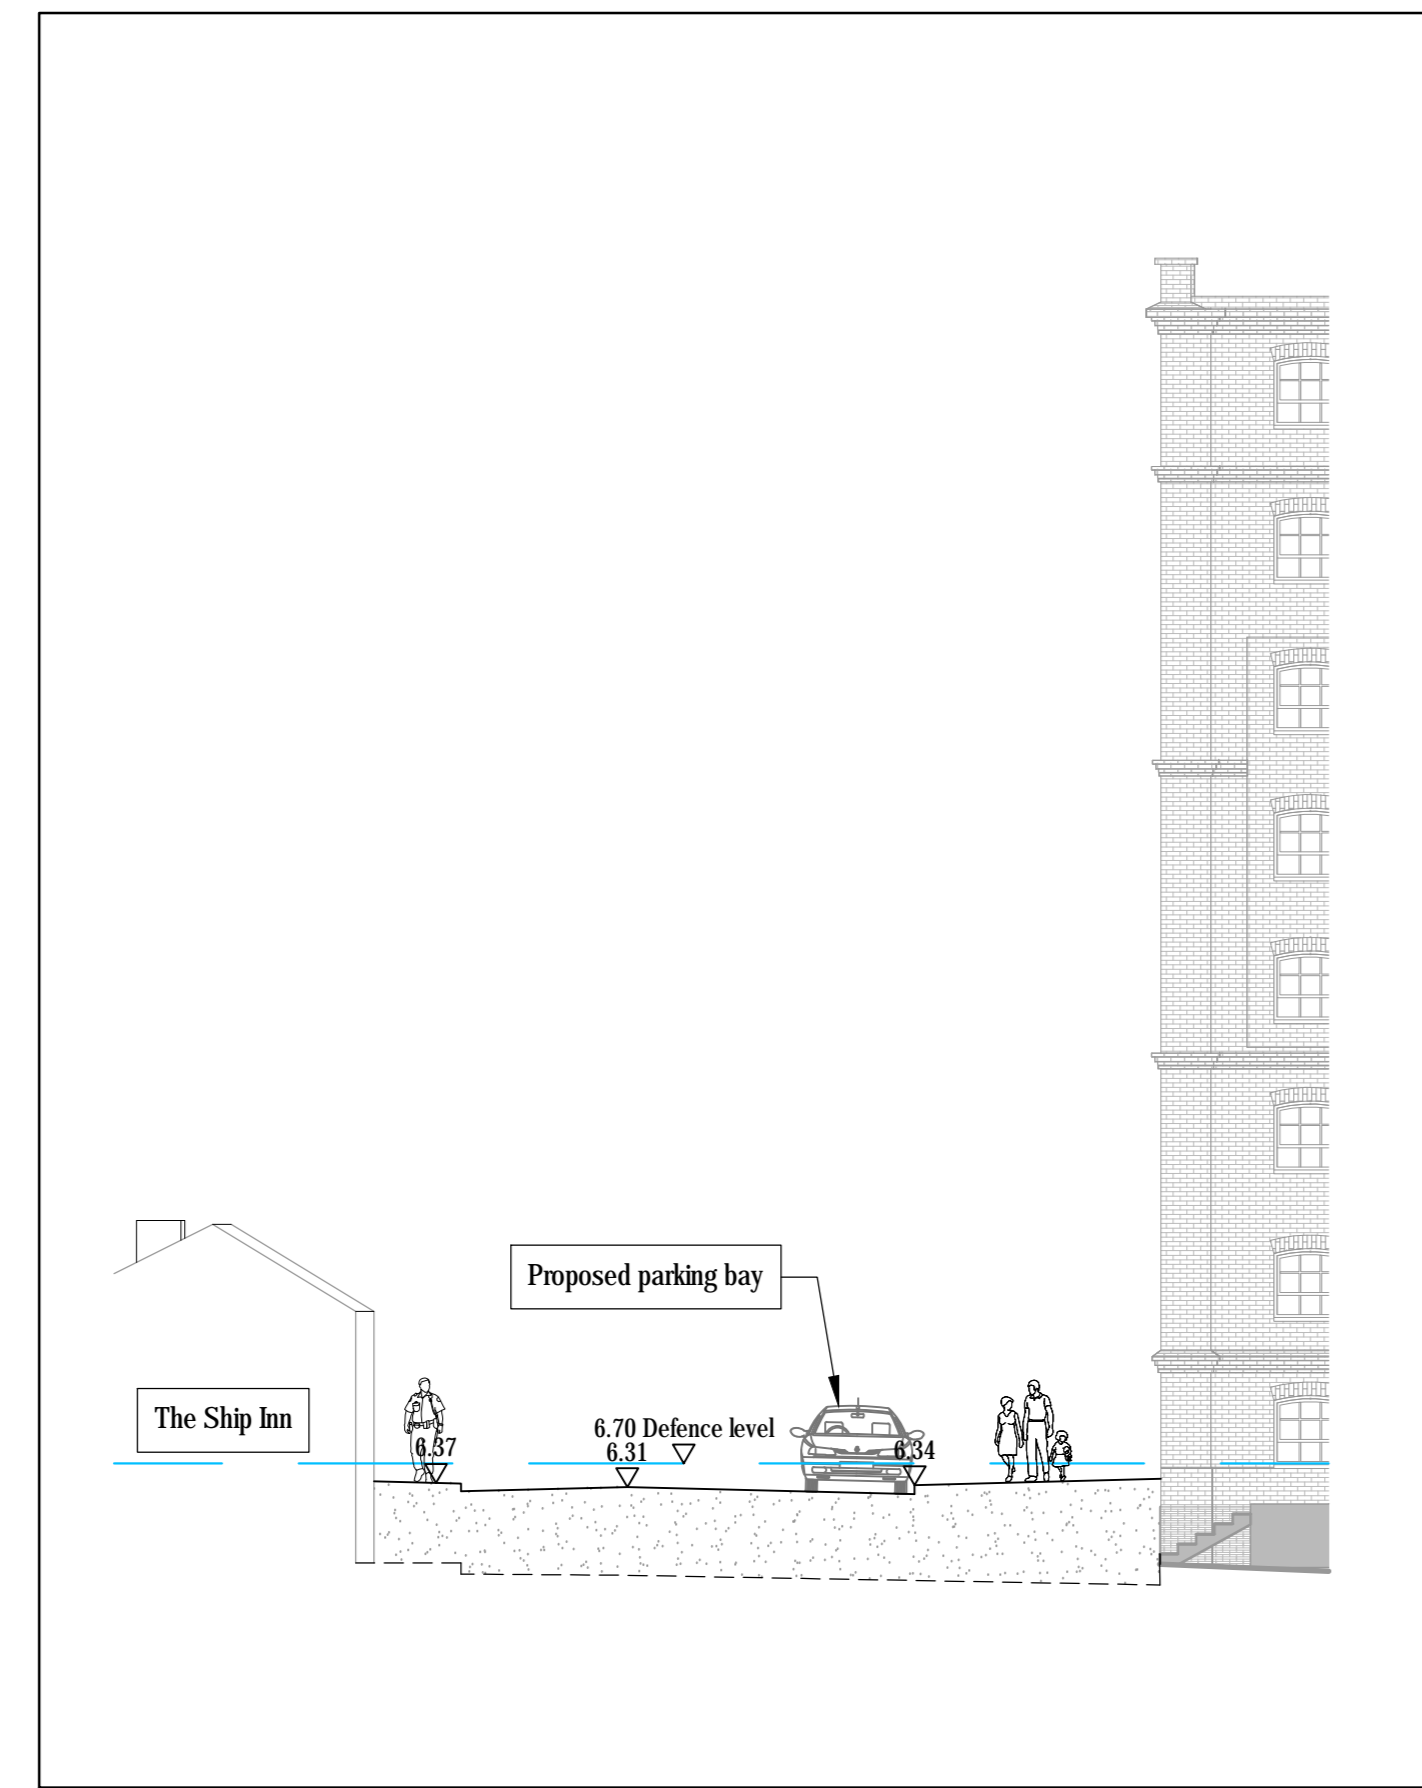 Proposed parking bay
The Ship Inn
6.37
6.70 Defence level
6.31
6.34